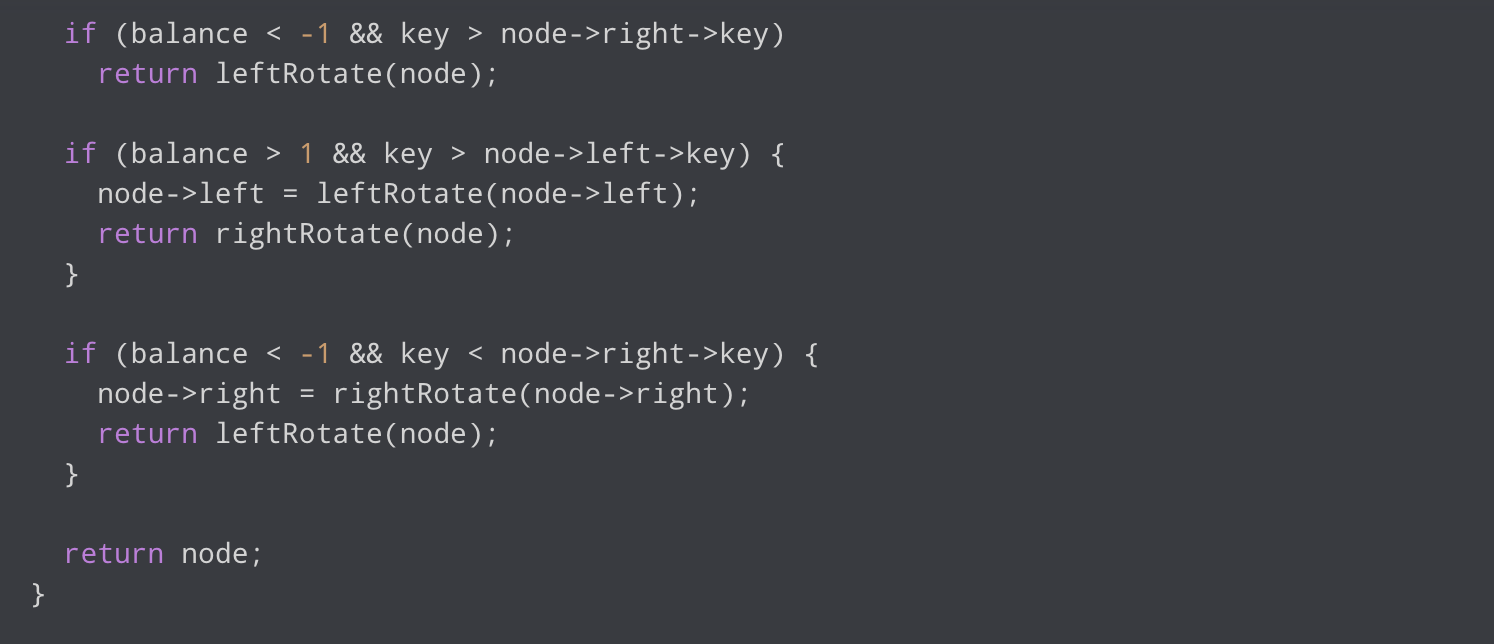 if (balance < -1 && key > node->right->key)
return leftRotate(node);
if (balance > 1 && key > node->left->key) {
node->left = leftRotate(node->left);
return rightRotate(node);
}
if (balance < -1 && key < node->right->key) {
node->right = rightRotate(node->right);
return leftRotate(node);
}
return node;
}